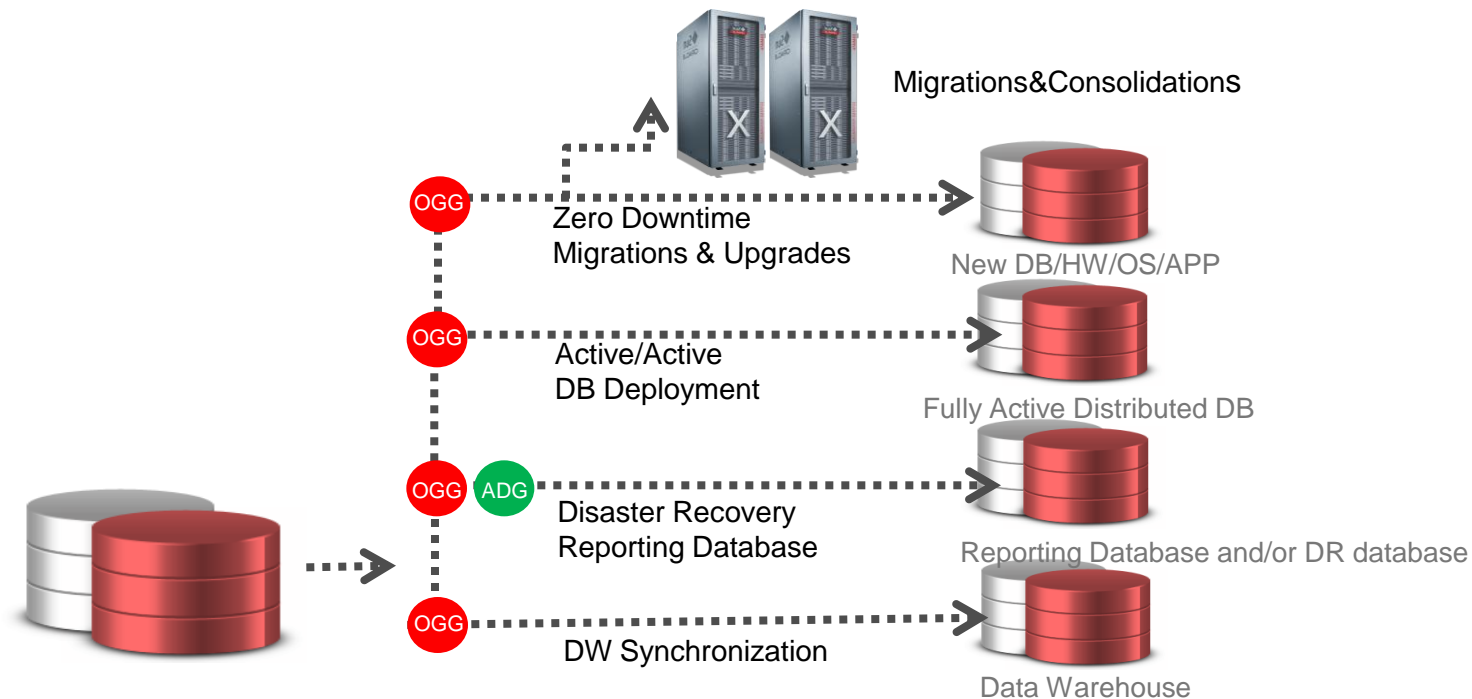 Migrations&Consolidations
X X
OGG
Zero Downtime
Migrations & Upgrades
New DB/HW/OS/APP
OGG
Active/Active
DB Deployment
Fully Active Distributed DB
OGG
ADG
Disaster Recovery
Reporting Database
Reporting Database and/or DR database
OGG
DW Synchronization
Data Warehouse